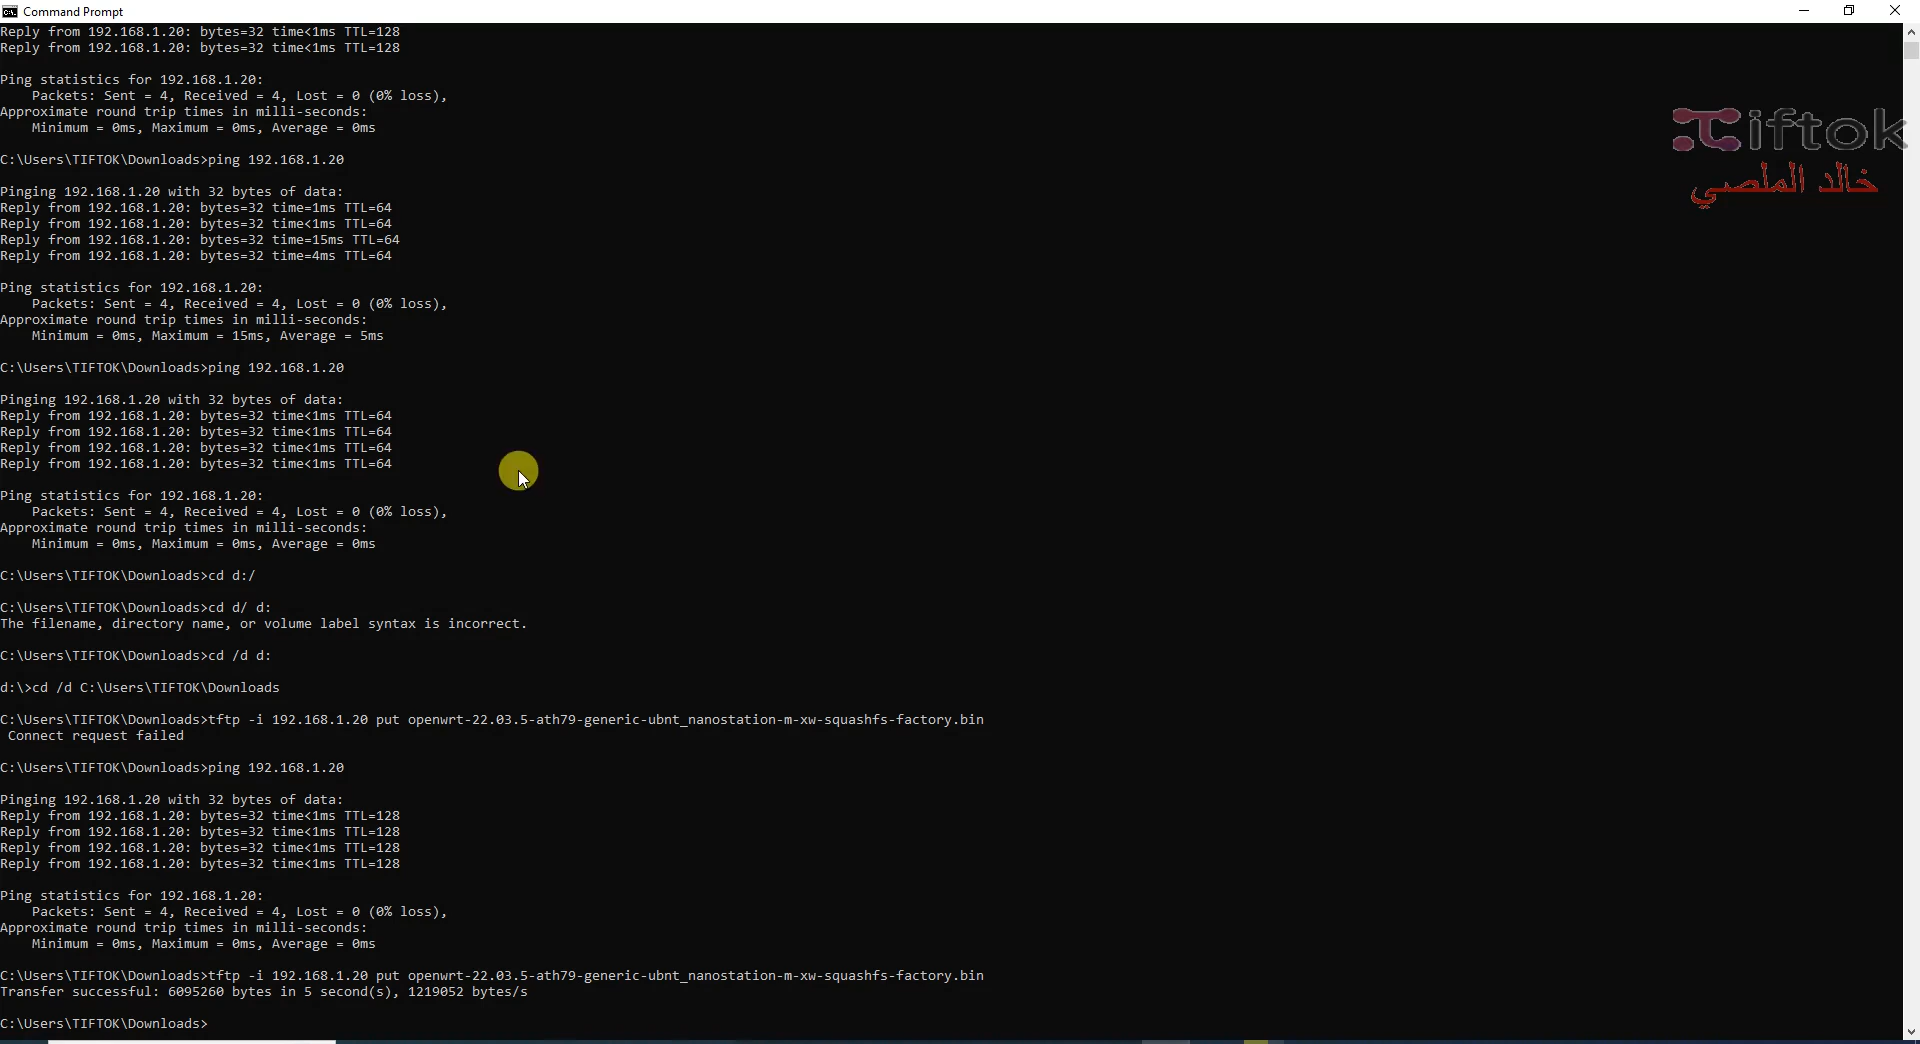 Command Prompt
Reply from 192.168.1.20: bytes=32 time<1ms TTL=128
Reply from 192.168.1.20: bytes=32 time<1ms TTL=128
Ping statistics for 192.168.1.20:
    Packets: Sent = 4, Received = 4, Lost = 0 (0% loss),
Approximate round trip times in milli-seconds:
    Minimum = 0ms, Maximum = 0ms, Average = 0ms
Tiftok
خالد الملصي
C:\Users\TIFTOK\Downloads>ping 192.168.1.20
Pinging 192.168.1.20 with 32 bytes of data:
Reply from 192.168.1.20: bytes=32 time=1ms TTL=64
Reply from 192.168.1.20: bytes=32 time<1ms TTL=64
Reply from 192.168.1.20: bytes=32 time=15ms TTL=64
Reply from 192.168.1.20: bytes=32 time=4ms TTL=64
Ping statistics for 192.168.1.20:
    Packets: Sent = 4, Received = 4, Lost = 0 (0% loss),
Approximate round trip times in milli-seconds:
    Minimum = 0ms, Maximum = 15ms, Average = 5ms
C:\Users\TIFTOK\Downloads>ping 192.168.1.20
Pinging 192.168.1.20 with 32 bytes of data:
Reply from 192.168.1.20: bytes=32 time<1ms TTL=64
Reply from 192.168.1.20: bytes=32 time<1ms TTL=64
Reply from 192.168.1.20: bytes=32 time<1ms TTL=64
Reply from 192.168.1.20: bytes=32 time<1ms TTL=64
Ping statistics for 192.168.1.20:
    Packets: Sent = 4, Received = 4, Lost = 0 (0% loss),
Approximate round trip times in milli-seconds:
    Minimum = 0ms, Maximum = 0ms, Average = 0ms
C:\Users\TIFTOK\Downloads>cd d:/
C:\Users\TIFTOK\Downloads>cd d/ d:
The filename, directory name, or volume label syntax is incorrect.
C:\Users\TIFTOK\Downloads>cd /d d:
d:\>cd /d C:\Users\TIFTOK\Downloads
C:\Users\TIFTOK\Downloads>tftp -i 192.168.1.20 put openwrt-22.03.5-ath79-generic-ubnt_nanostation-m-xw-squashfs-factory.bin
 Connect request failed
C:\Users\TIFTOK\Downloads>ping 192.168.1.20
Pinging 192.168.1.20 with 32 bytes of data:
Reply from 192.168.1.20: bytes=32 time<1ms TTL=128
Reply from 192.168.1.20: bytes=32 time<1ms TTL=128
Reply from 192.168.1.20: bytes=32 time<1ms TTL=128
Reply from 192.168.1.20: bytes=32 time<1ms TTL=128
Ping statistics for 192.168.1.20:
    Packets: Sent = 4, Received = 4, Lost = 0 (0% loss),
Approximate round trip times in milli-seconds:
    Minimum = 0ms, Maximum = 0ms, Average = 0ms
C:\Users\TIFTOK\Downloads>tftp -i 192.168.1.20 put openwrt-22.03.5-ath79-generic-ubnt_nanostation-m-xw-squashfs-factory.bin
Transfer successful: 6095260 bytes in 5 second(s), 1219052 bytes/s
C:\Users\TIFTOK\Downloads>